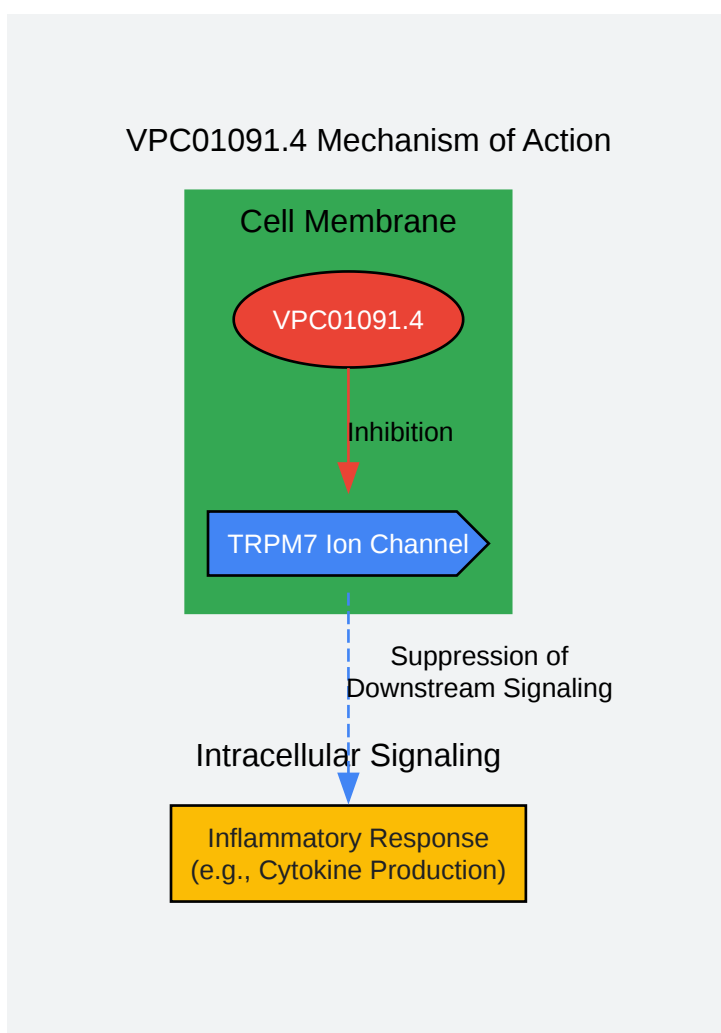 VPC01091.4 Mechanism of Action
Cell Membrane
VPC01091.4
Inhibition
TRPM7 Ion Channel
Suppression of
Downstream Signaling
Intracellular Signaling
Inflammatory Response
(e.g., Cytokine Production)